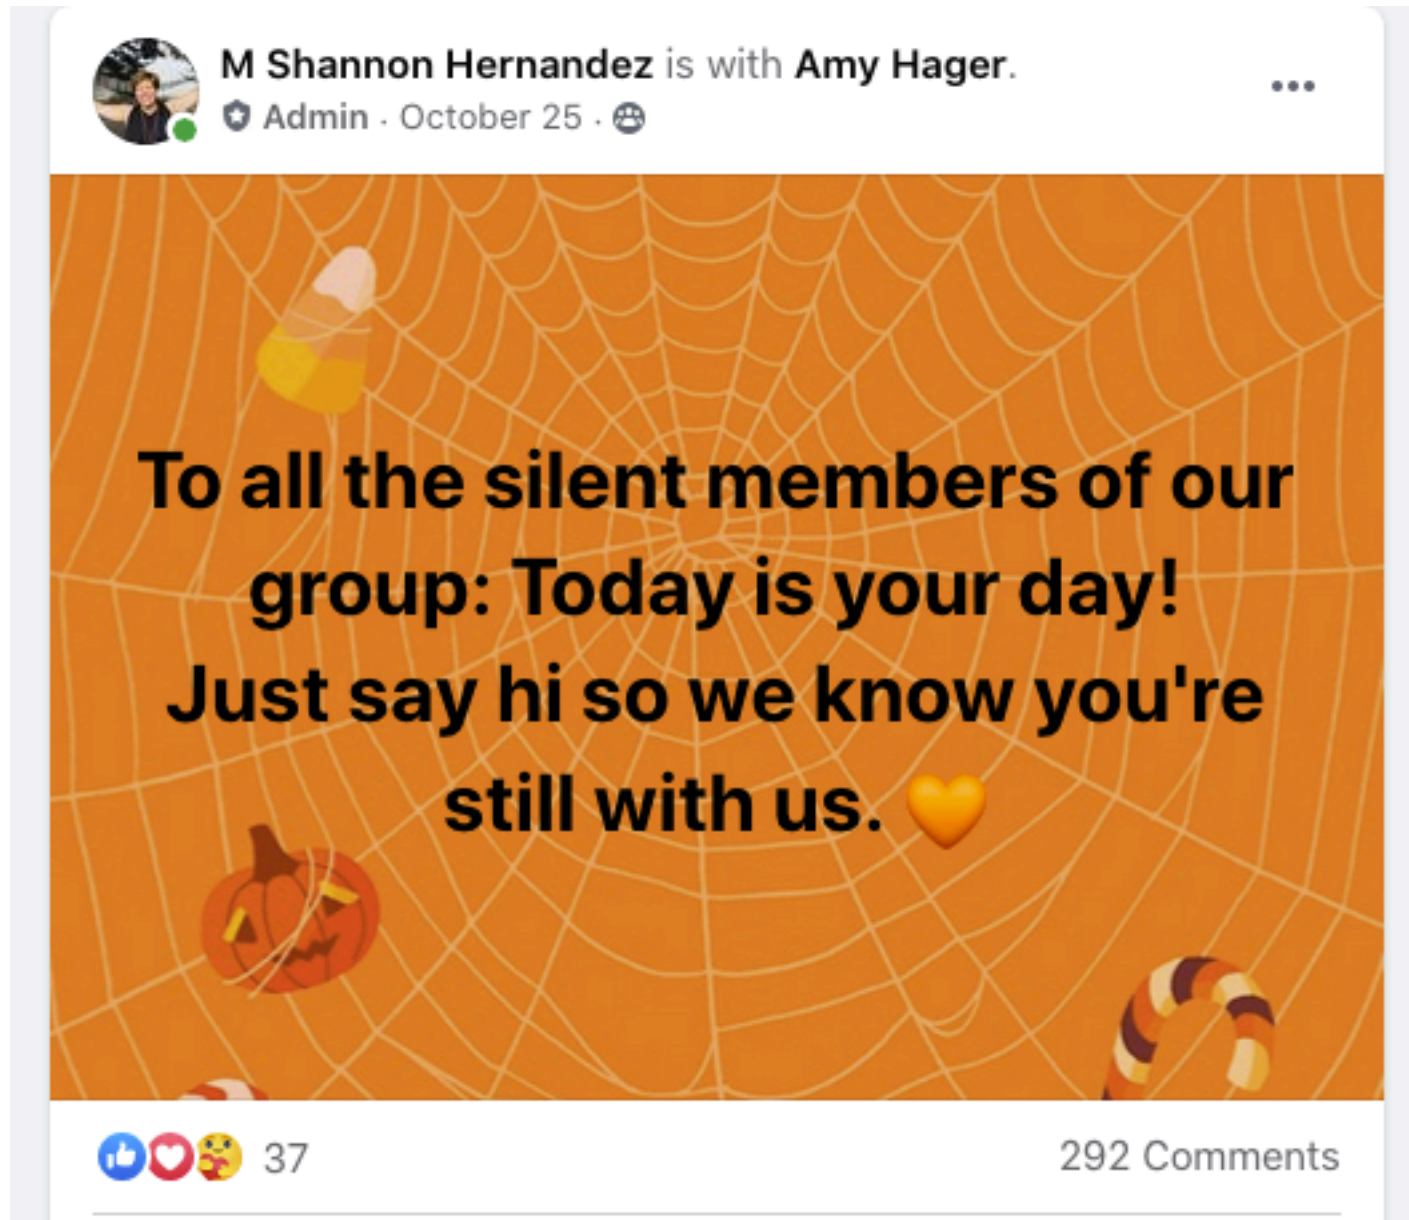 M Shannon Hernandez is with Amy Hager.
Admin · October 25 ·
To all the silent members of our
group: Today is your day!
Just say hi so we know you're
still with us. 🧡
37
292 Comments